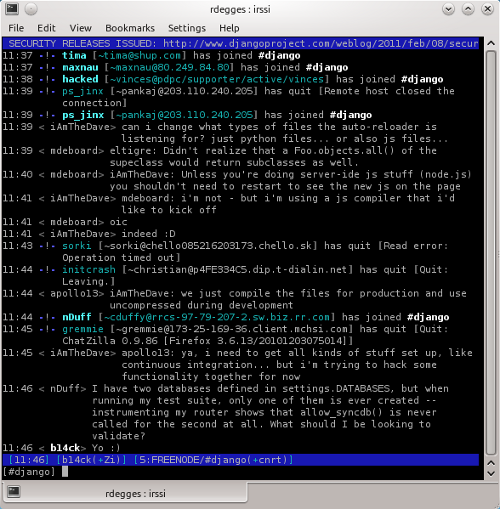 rdegges : irssi
File Edit View Bookmarks Settings Help
SECURITY RELEASES ISSUED: http://www.djangoproject.com/weblog/2011/feb/08/secur
11:37 -!- tima [~tima@shup.com] has joined #django
11:37 -!- maxnau [~maxnau@80.249.84.80] has joined #django
11:38 -!- hacked [~vinces@pdpc/supporter/active/vinces] has joined #django
11:39 -!- ps_jinx [~pankaj@203.110.240.205] has quit [Remote host closed the
connection]
11:39 -!- ps_jinx [~pankaj@203.110.240.205] has joined #django
11:39 < iAmTheDave> can i change what types of files the auto-reloader is
listening for? just python files... or also js files...
11:39 < mdeboard> eltigre: Didn't realize that a Foo.objects.all() of the
supeclass would return subclasses as well.
11:40 < mdeboard> iAmTheDave: Unless you're doing server-ide js stuff (node.js)
you shouldn't need to restart to see the new js on the page
11:41 < iAmTheDave> mdeboard: i'm not - but i'm using a js compiler that i'd
like to kick off
11:41 < mdeboard> oic
11:41 < iAmTheDave> indeed :D
11:43 -!- sorki [~sorki@chello085216203173.chello.sk] has quit [Read error:
Operation timed out]
11:44 -!- initcrash [~christian@p4FE334C5.dip.t-dialin.net] has quit [Quit:
Leaving.]
11:44 < apollo13> iAmTheDave: we just compile the files for production and use
uncompressed during development
11:44 -!- nDuff [~cduffy@rrcs-97-79-207-2.sw.biz.rr.com] has joined #django
11:45 -!- gremmie [~gremmie@173-25-169-36.client.mchsi.com] has quit [Quit:
ChatZilla 0.9.86 [Firefox 3.6.13/20101203075014]]
11:45 < iAmTheDave> apollo13: ya, i need to get all kinds of stuff set up, like
continuous integration... but i'm trying to hack some
functionality together for now
11:46 < nDuff> I have two databases defined in settings.DATABASES, but when
running my test suite, only one of them is ever created --
instrumenting my router shows that allow_syncdb() is never
called for the second at all. What should I be looking to
validate?
11:46 < bl4ck> Yo :)
[11:46] [bl4ck(+Zi)] [5:FREENODE/#django(+cnrt)]
[#django]
rdegges : irssi